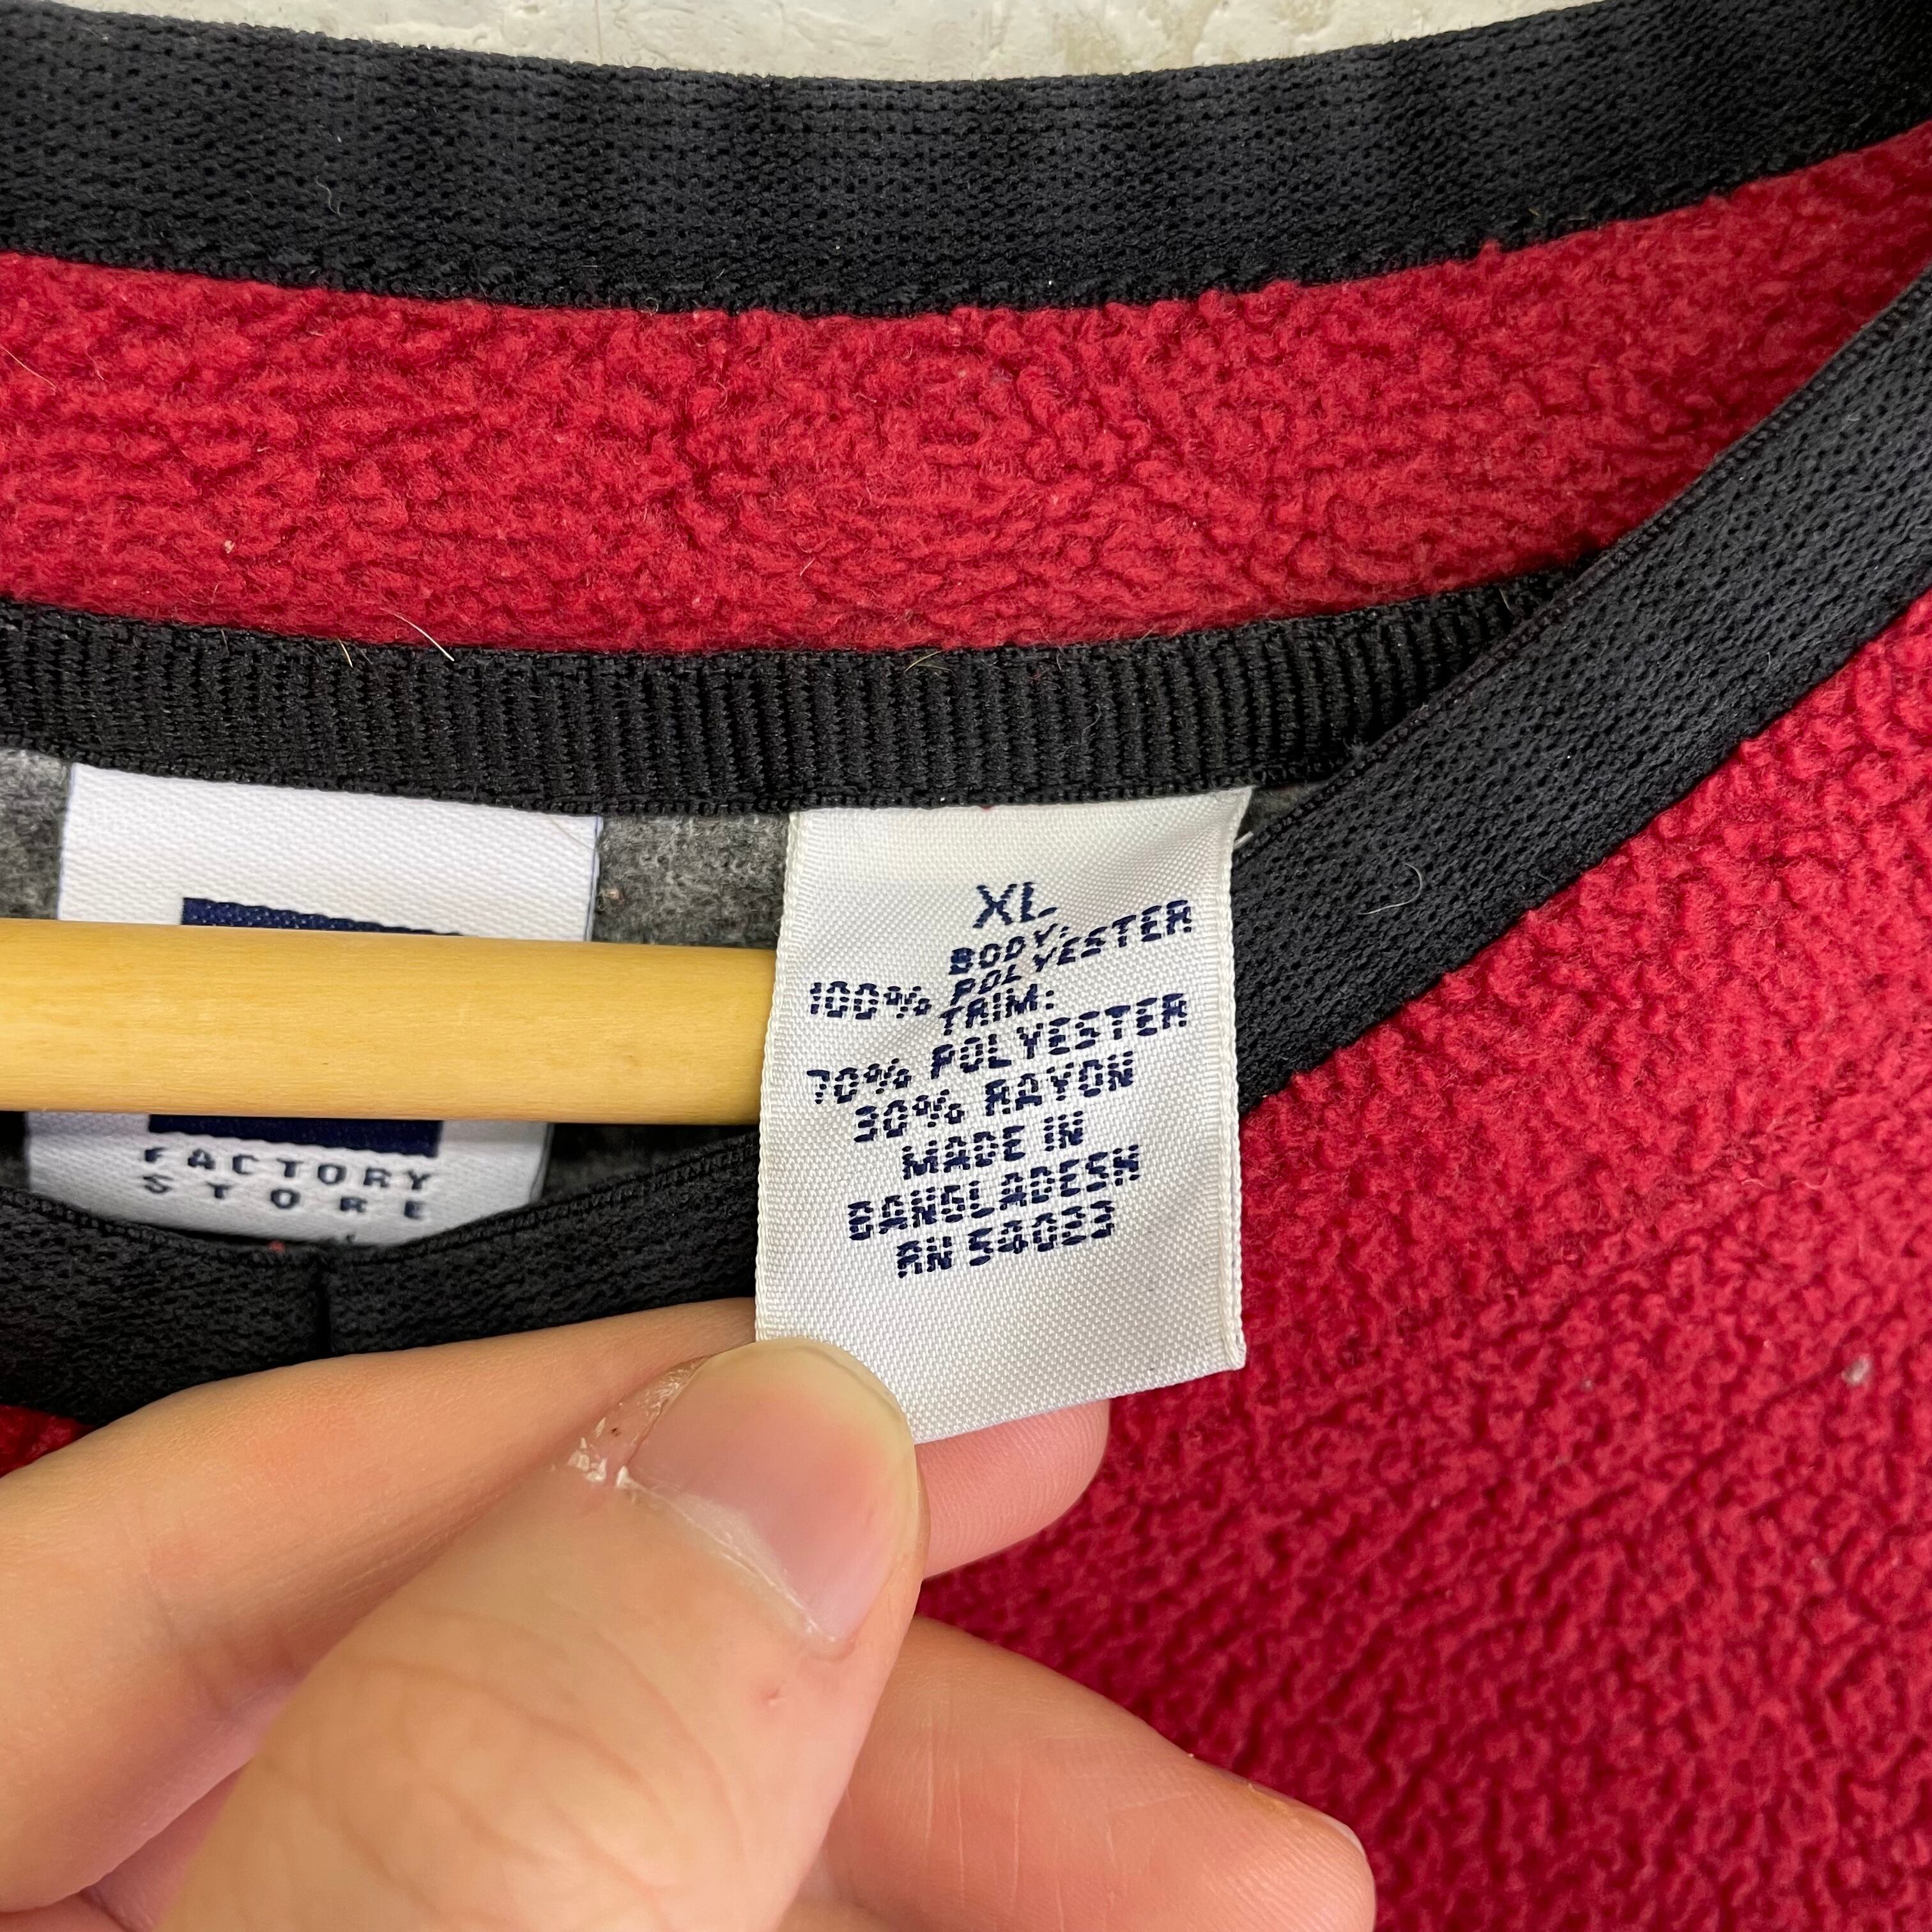 XL
BODY:
100% POLYESTER
TRIM:
70% POLYESTER
30% RAYON
MADE IN
BANGLADESH
RN 54023
FACTORY
STORE